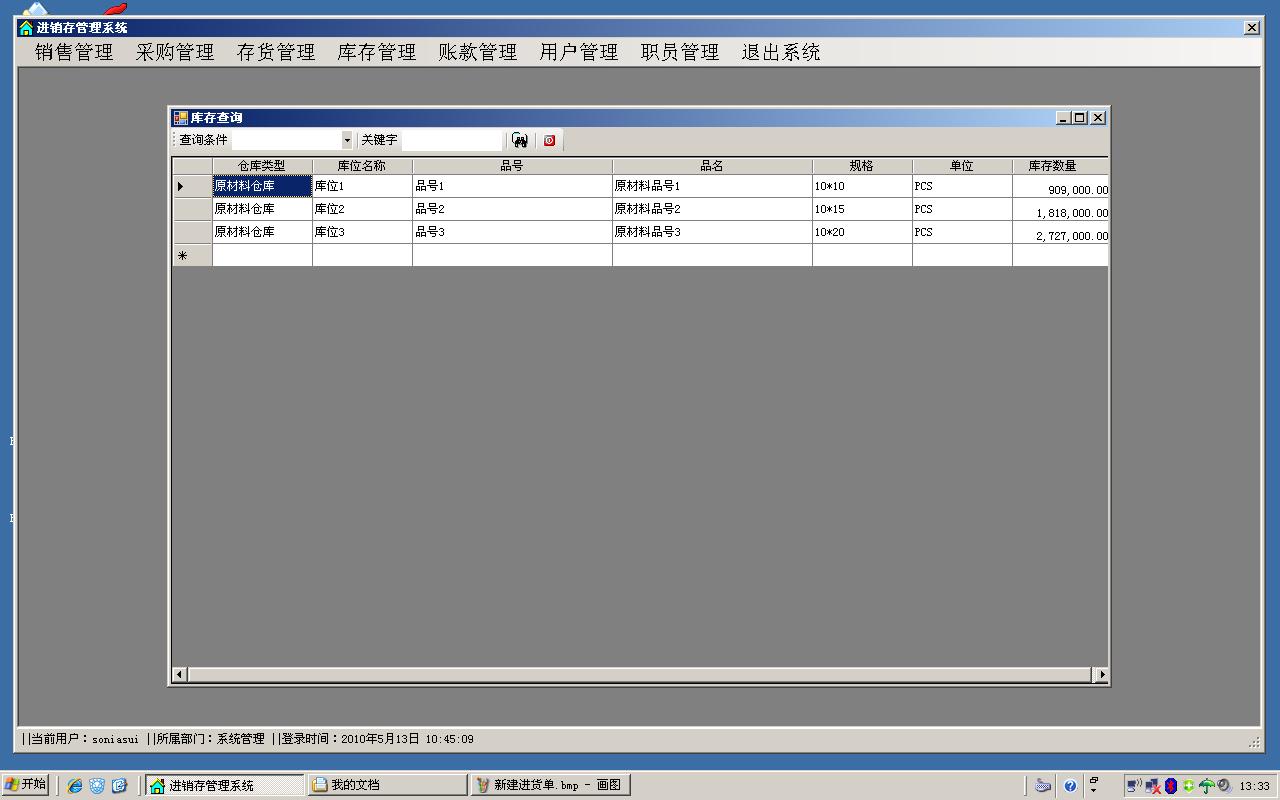 进销存管理系统
销售管理 采购管理 存货管理 库存管理 账款管理 用户管理 职员管理 退出系统
库存查询
查询条件 关键字
仓库类型 库位名称 品号 品名 规格 单位 库存数量
原材料仓库 库位1 品号1 原材料品号1 10*10 PCS 909,000.00
原材料仓库 库位2 品号2 原材料品号2 10*15 PCS 1,818,000.00
原材料仓库 库位3 品号3 原材料品号3 10*20 PCS 2,727,000.00
||当前用户：soniasui ||所属部门：系统管理 ||登录时间：2010年5月13日 10:45:09
开始 进销存管理系统 我的文档 新建进货单.bmp - 画图 13:33